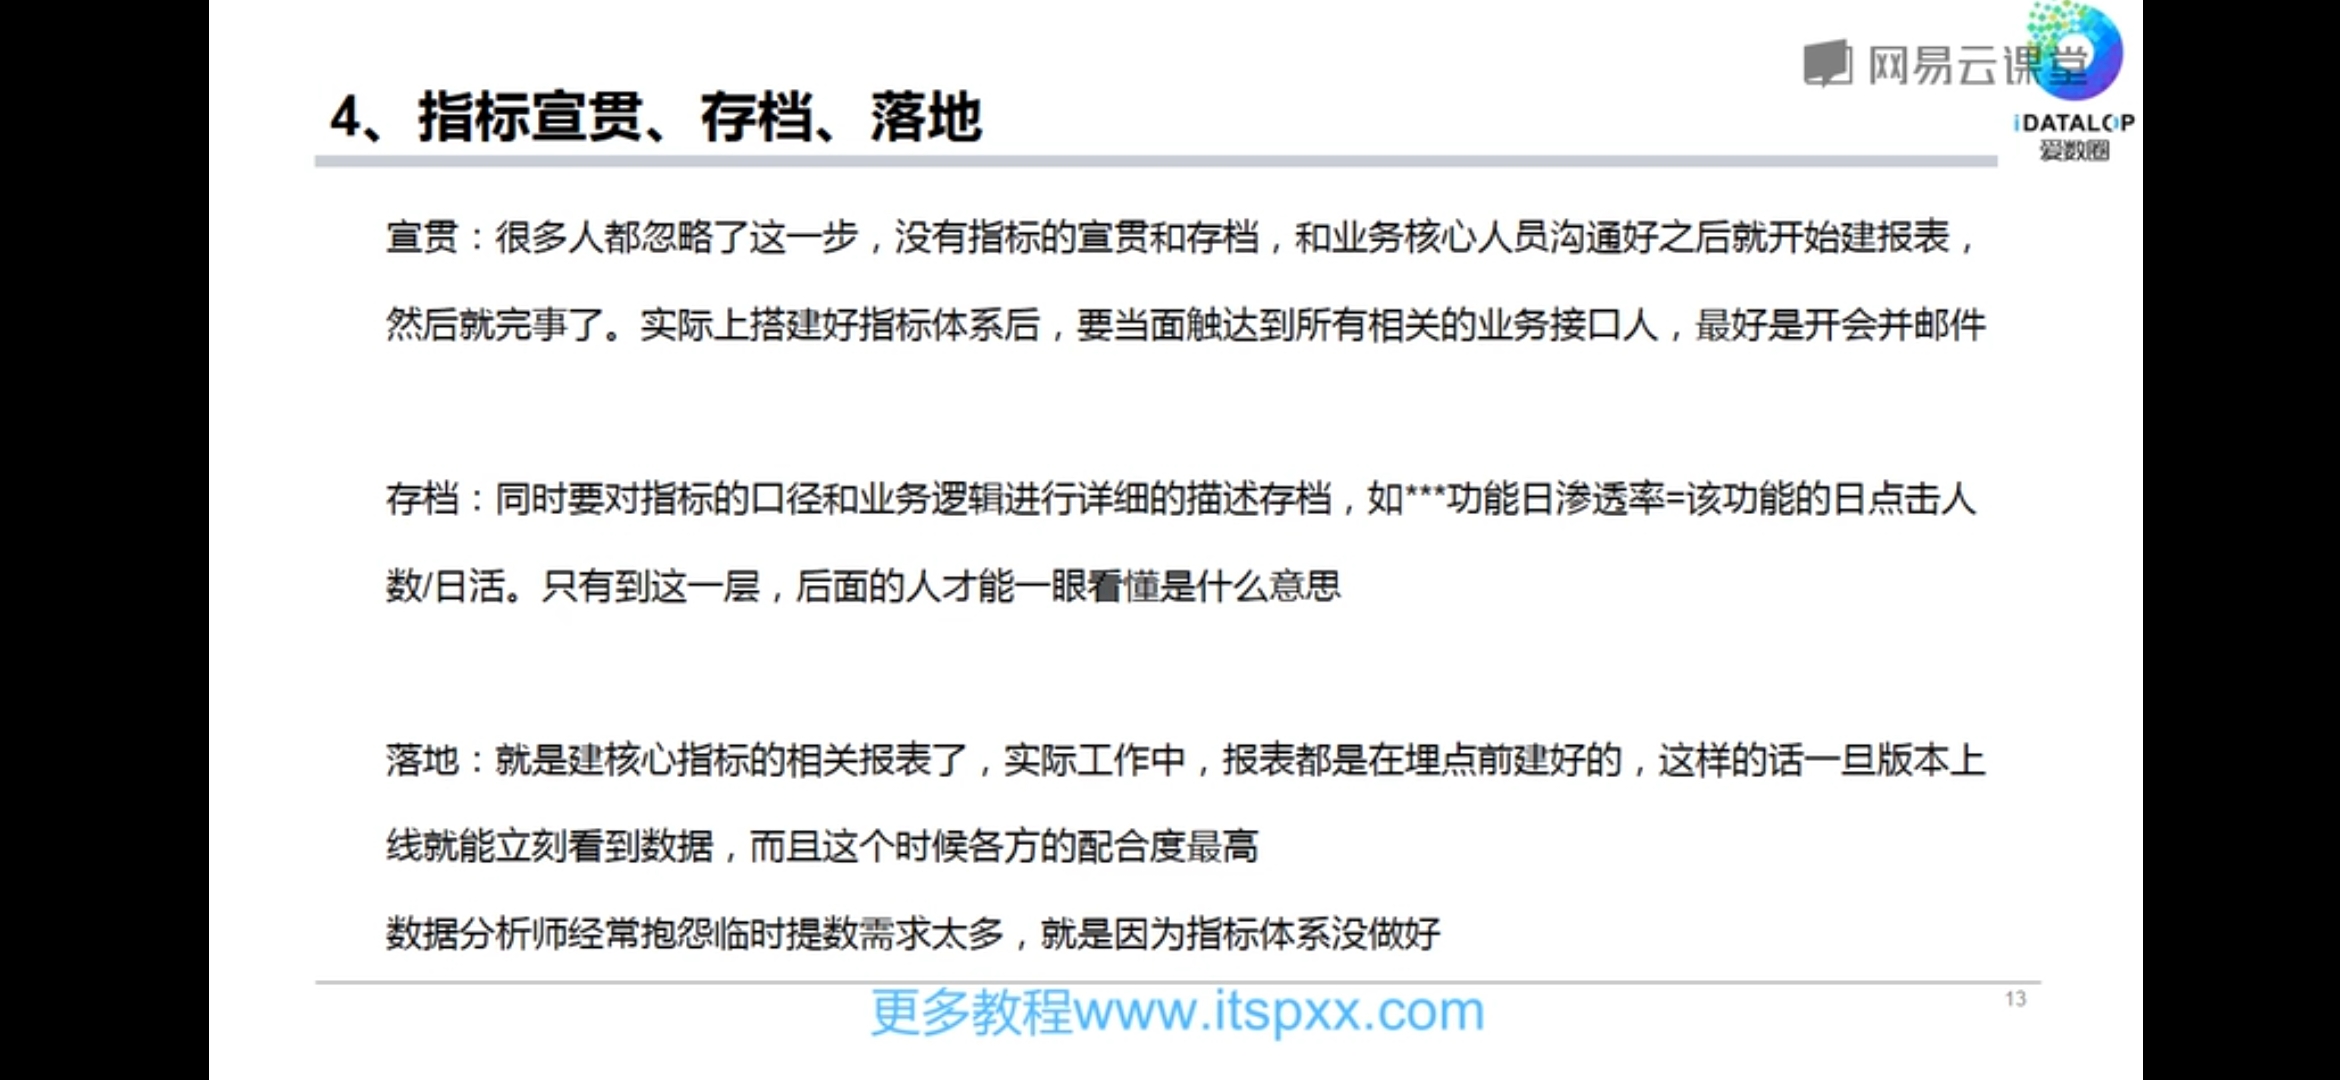 网易云课堂
iDATALOP
爱数圈
4、指标宣贯、存档、落地
宣贯：很多人都忽略了这一步，没有指标的宣贯和存档，和业务核心人员沟通好之后就开始建报表，
然后就完事了。实际上搭建好指标体系后，要当面触达到所有相关的业务接口人，最好是开会并邮件
存档：同时要对指标的口径和业务逻辑进行详细的描述存档，如***功能日渗透率=该功能的日点击人
数/日活。只有到这一层，后面的人才能一眼看懂是什么意思
落地：就是建核心指标的相关报表了，实际工作中，报表都是在埋点前建好的，这样的话一旦版本上
线就能立刻看到数据，而且这个时候各方的配合度最高
数据分析师经常抱怨临时提数需求太多，就是因为指标体系没做好
13
更多教程www.itspxx.com